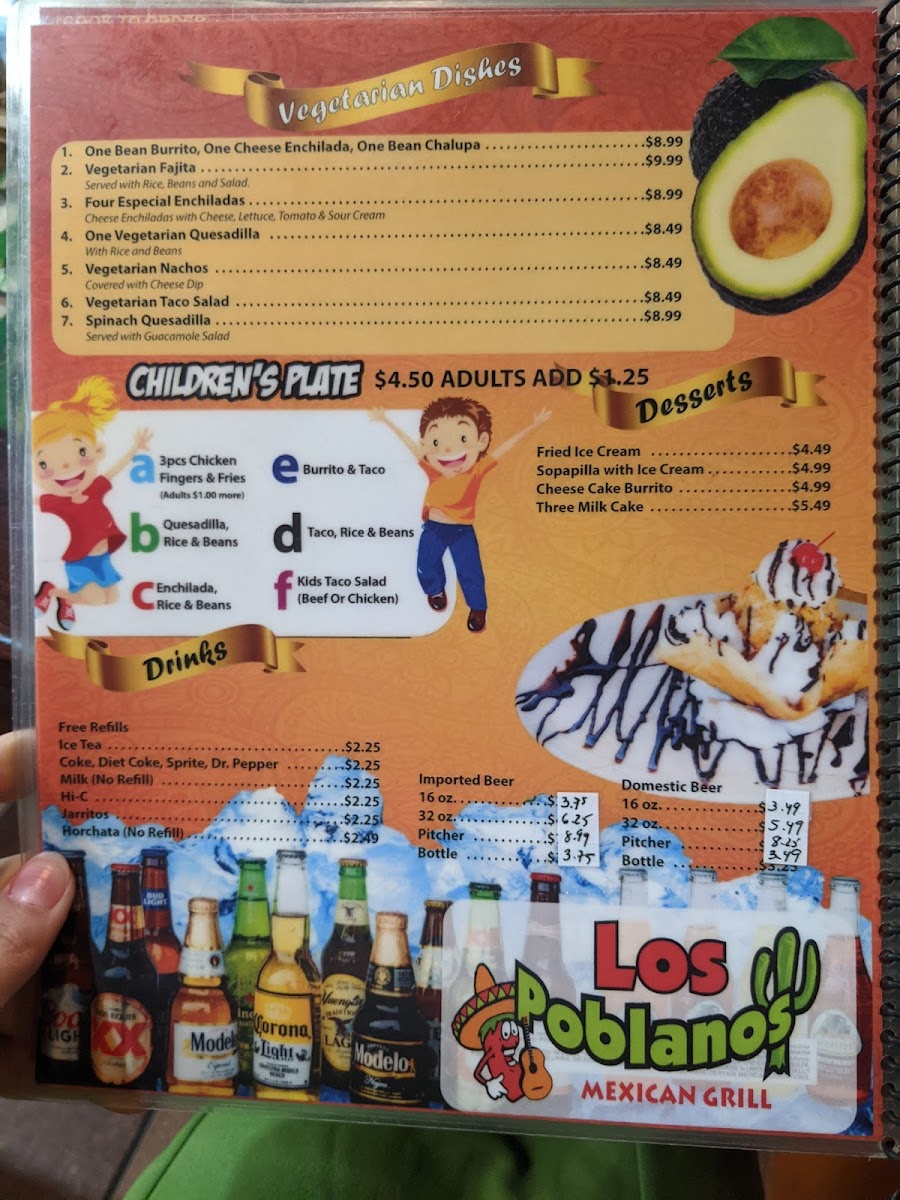 Vegetarian Dishes
1. One Bean Burrito, One Cheese Enchilada, One Bean Chalupa ........................$8.99
2. Vegetarian Fajita ........................$9.99
Served with Rice, Beans and Salad.
3. Four Especial Enchiladas ........................$8.99
Cheese Enchiladas with Cheese, Lettuce, Tomato & Sour Cream
4. One Vegetarian Quesadilla ........................$8.49
With Rice and Beans
5. Vegetarian Nachos ........................$8.49
Covered with Cheese Dip
6. Vegetarian Taco Salad ........................$8.49
7. Spinach Quesadilla ........................$8.99
Served with Guacamole Salad
CHILDREN'S PLATE $4.50 ADULTS ADD $1.25
a 3pcs Chicken
Fingers & Fries
(Adults $1.00 more)
b Quesadilla,
Rice & Beans
c Enchilada,
Rice & Beans
e Burrito & Taco
d Taco, Rice & Beans
f Kids Taco Salad
(Beef Or Chicken)
Desserts
Fried Ice Cream ....................$4.49
Sopapilla with Ice Cream ...............$4.99
Cheese Cake Burrito ..................$4.99
Three Milk Cake ........................$5.49
Drinks
Free Refills
Ice Tea ........................$2.25
Coke, Diet Coke, Sprite, Dr. Pepper ............$2.25
Milk (No Refill) ........................$2.25
Hi-C ........................$2.25
Jarritos ........................$2.25
Horchata (No Refill) ........................$2.49
Imported Beer
16 oz. ...............$ 3.75
32 oz. ...............$ 6.25
Pitcher $ 8.99
Bottle ...............$ 3.75
Domestic Beer
16 oz. ...............$ 3.49
32 oz. ...............$ 5.49
Pitcher $ 8.25
Bottle ...............$ 3.49
$3.25
BUD
LIGHT
LIGHT
XX
Modelo
Corona
Light
Yuengling
LAG
Modelo
Negra
Los
Poblanos
MEXICAN GRILL